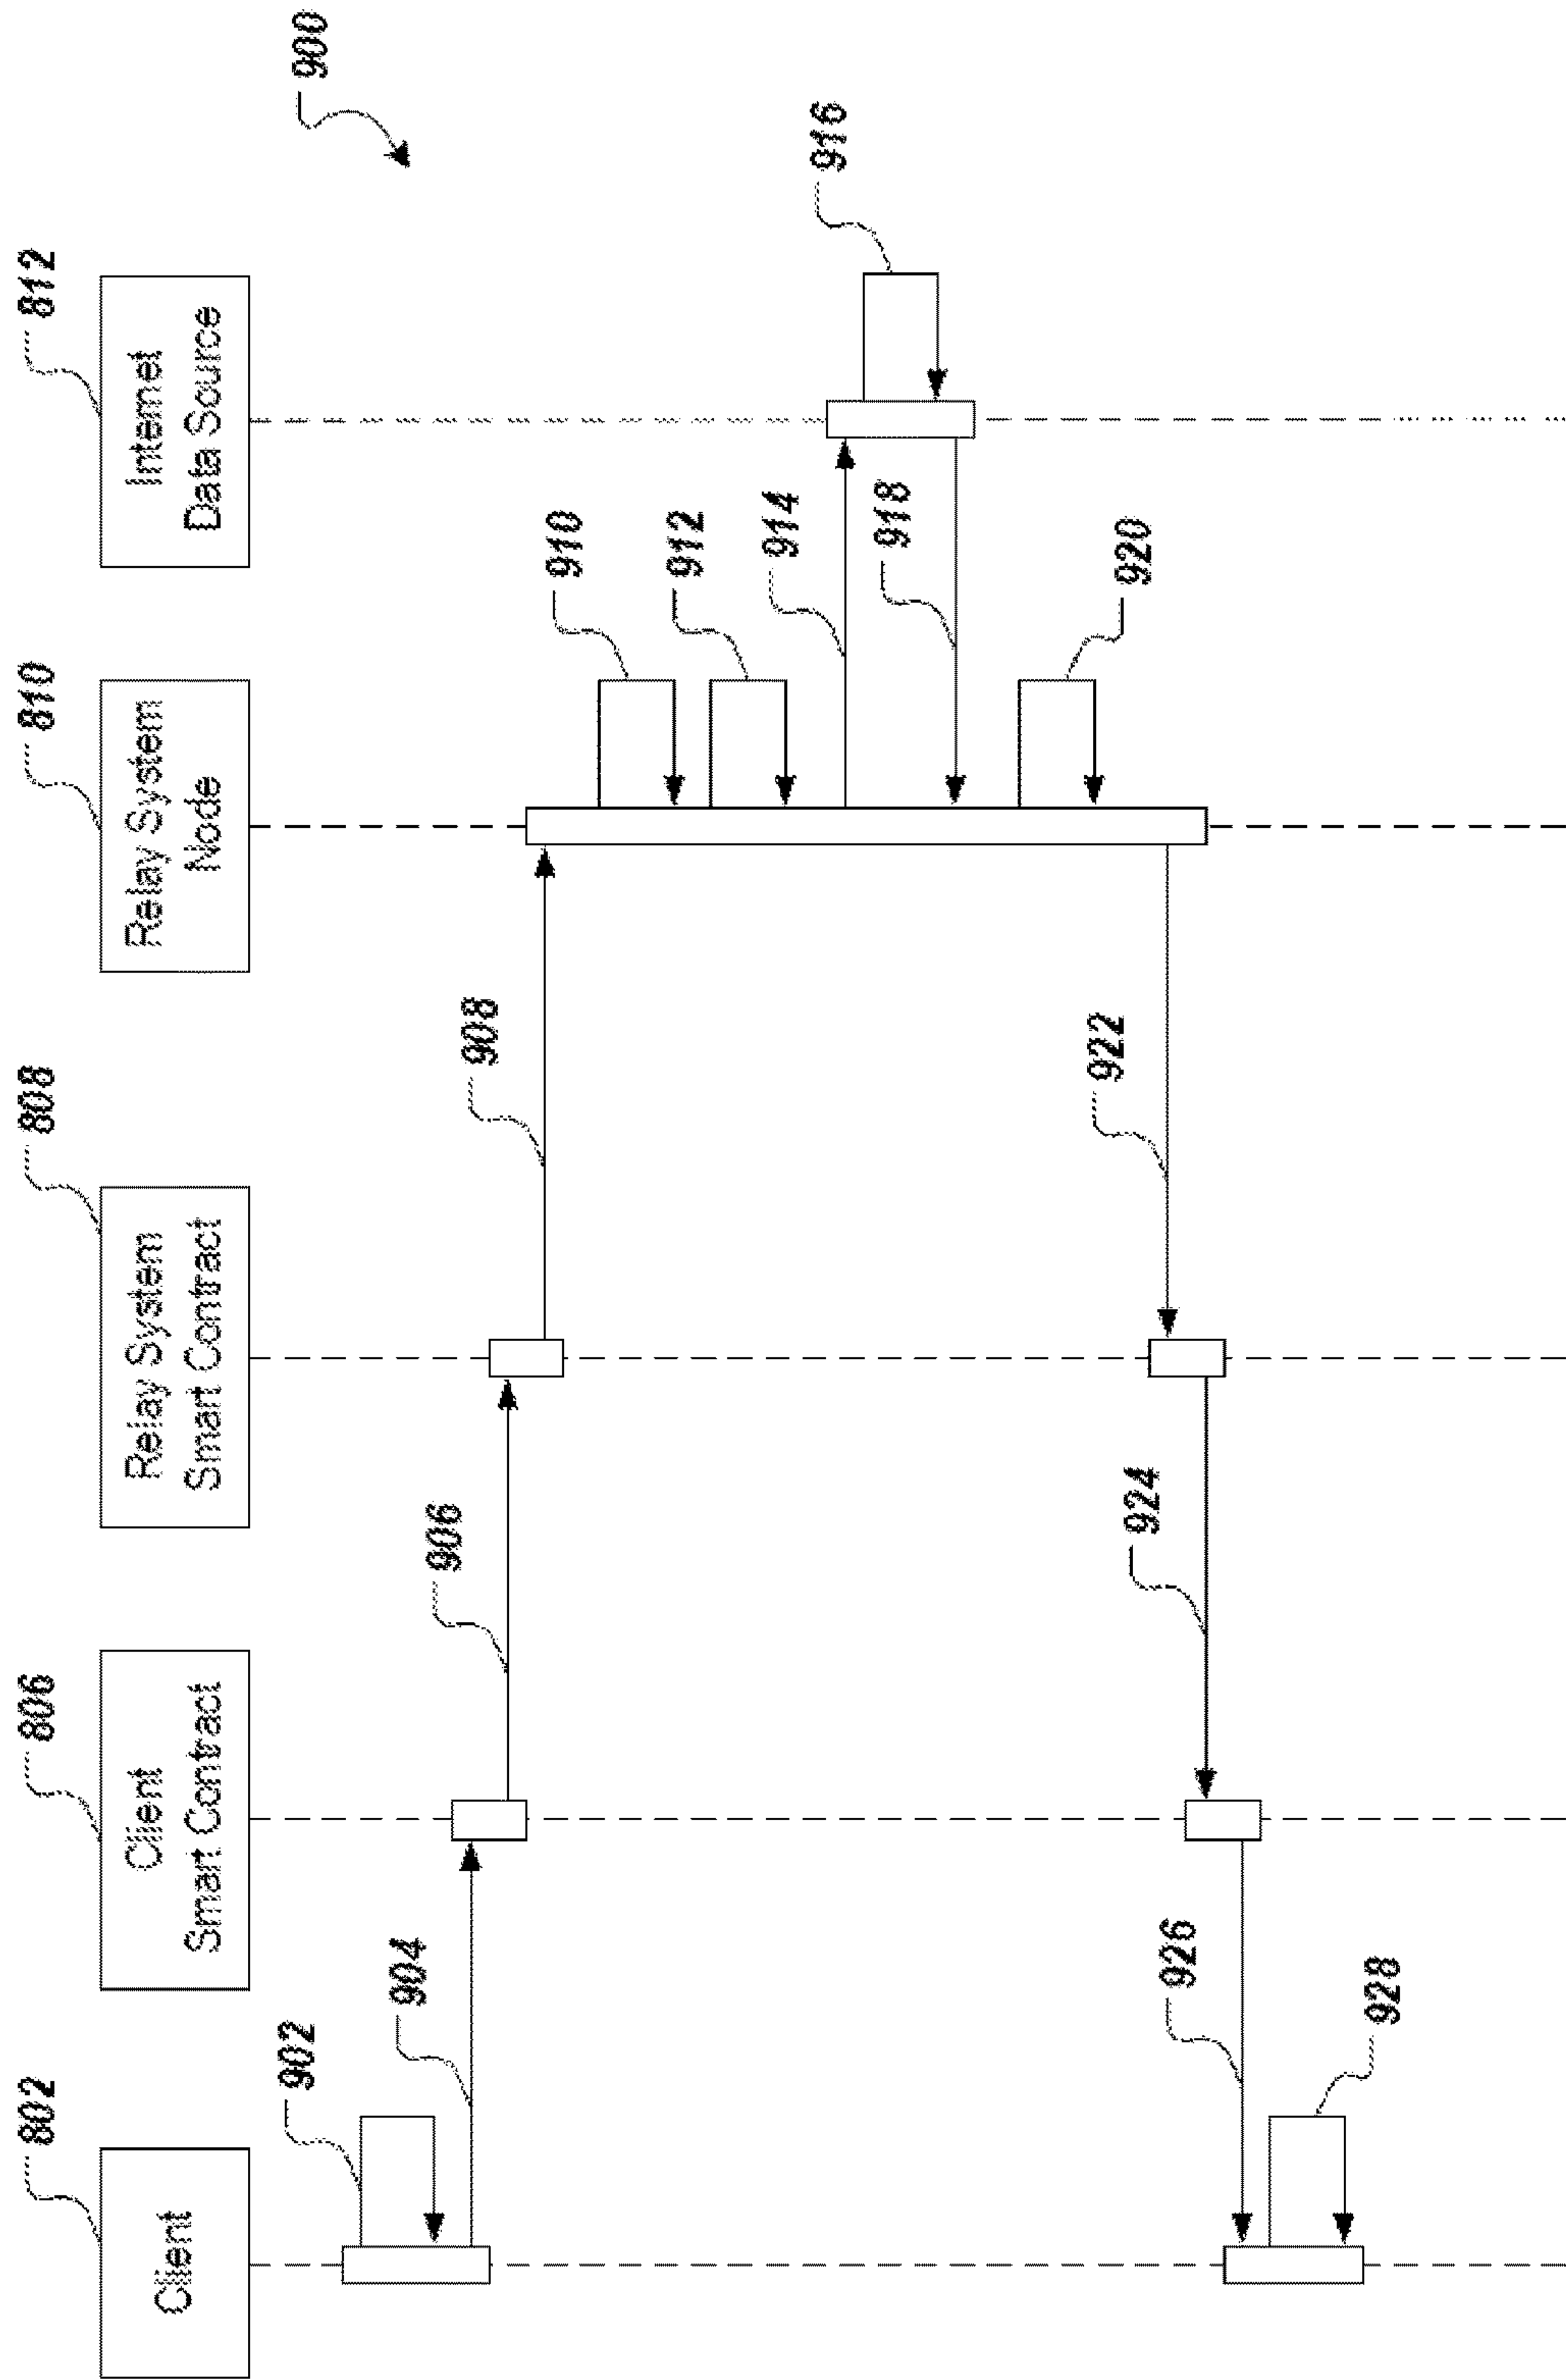 900
802
806
808
810
812
Client
Client
Smart Contract
Relay System
Smart Contract
Relay System
Node
Internet
Data Source
902
904
906
908
910
912
914
916
918
920
922
924
926
928